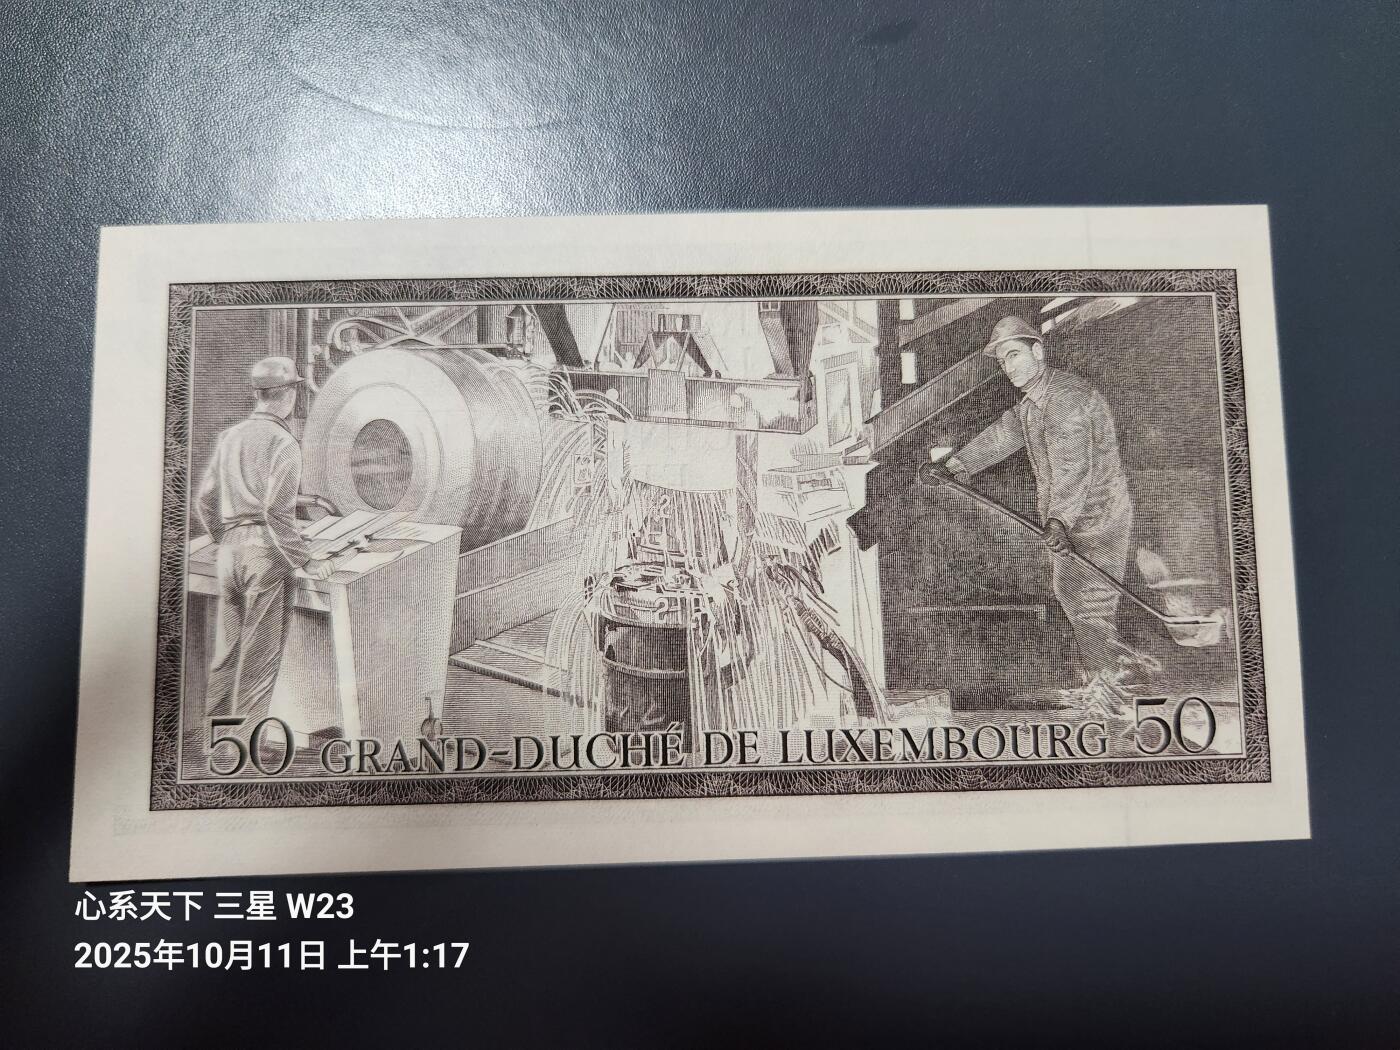 50 GRAND-DUCHÉ DE LUXEMBOURG 50
心系天下 三星 W23
2025年10月11日 上午1:17